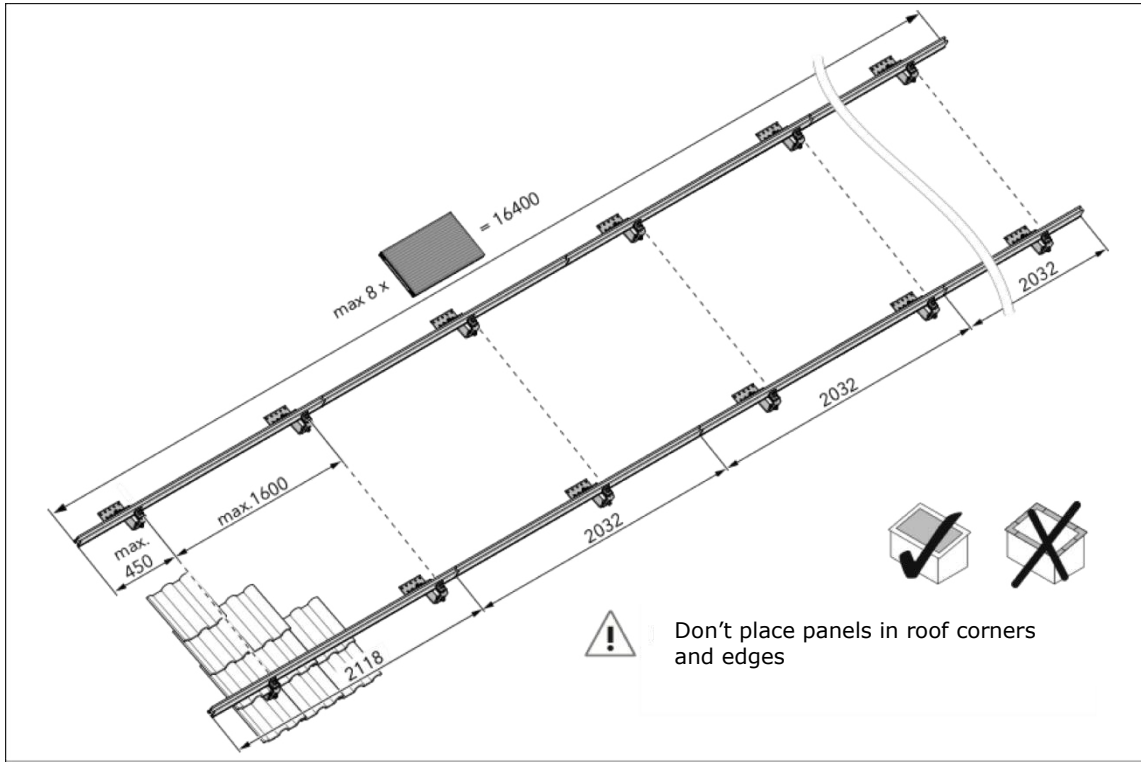 max 8 x = 16400
2032
2032
max.1600
max.
450
2032
2118
Don't place panels in roof corners
and edges